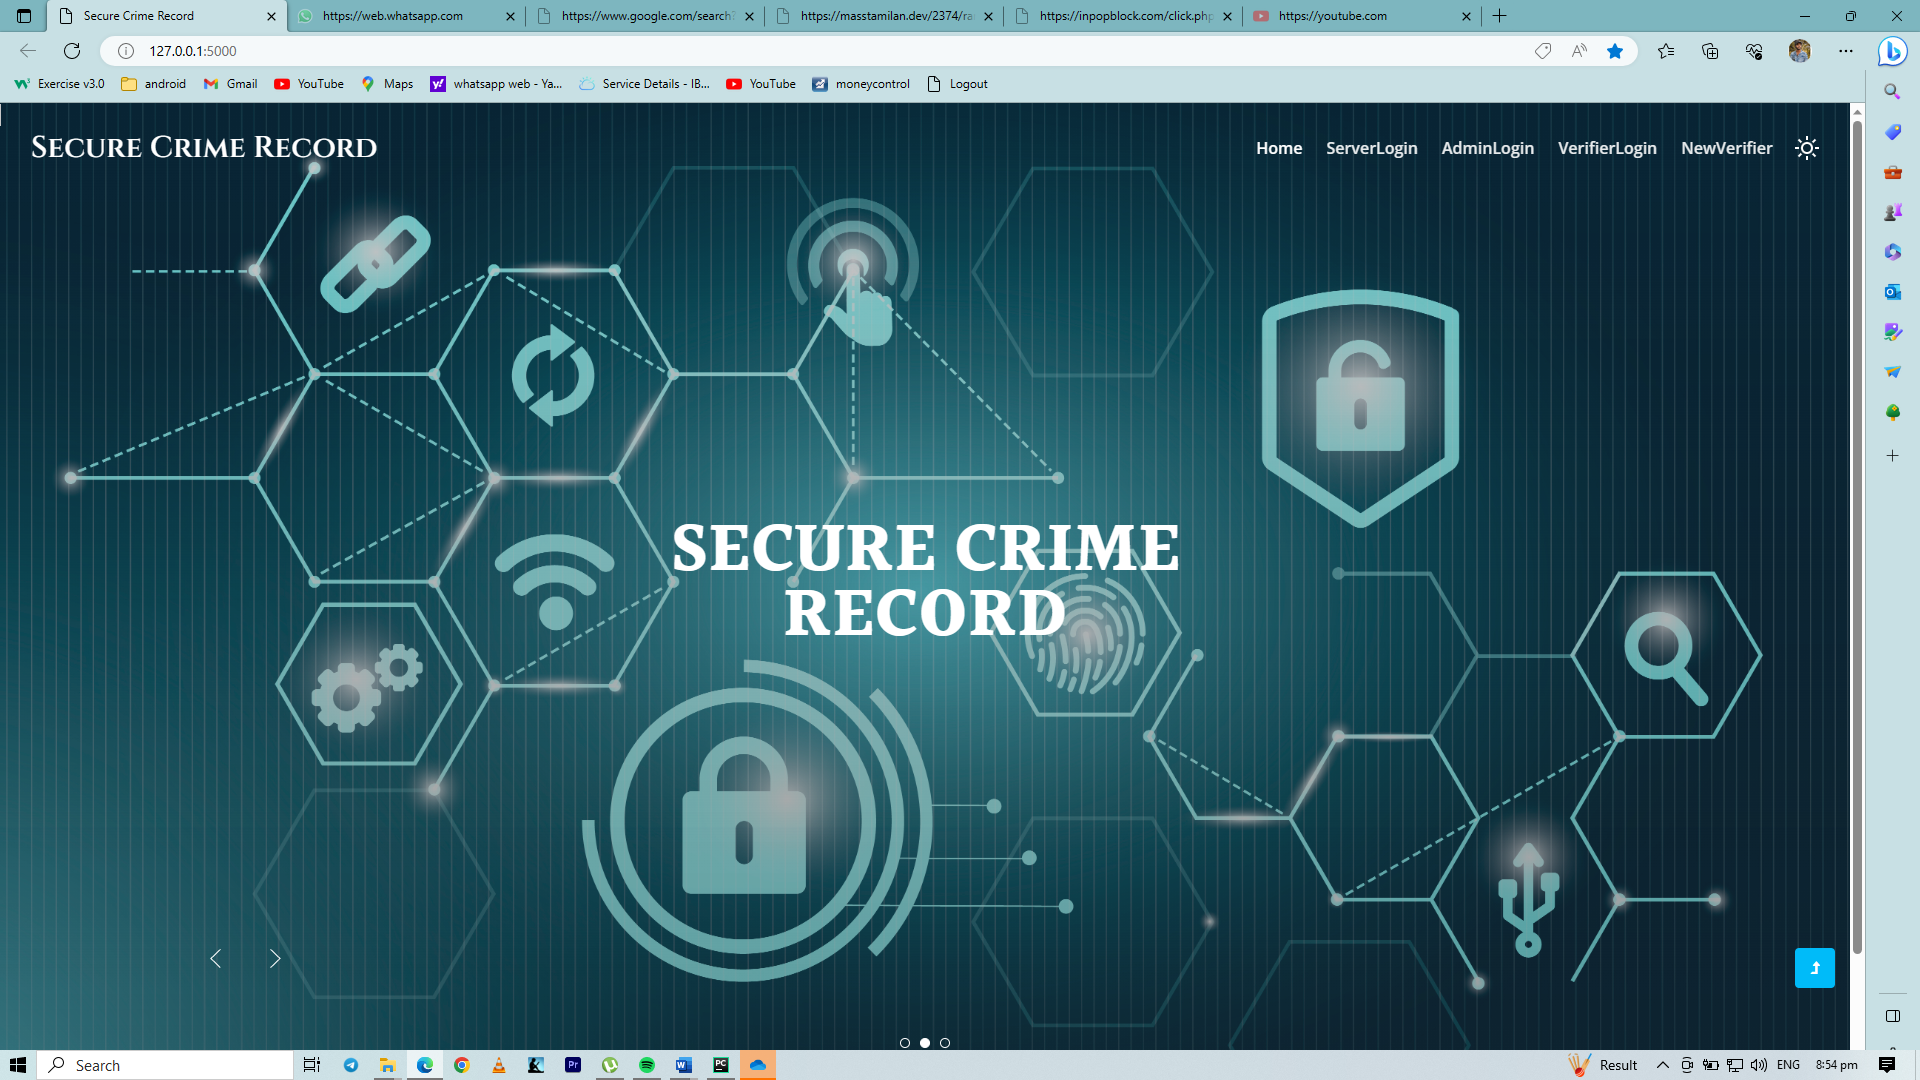 Secure Crime Record
https://web.whatsapp.com
https://www.google.com/search?
https://masstamilan.dev/2374/ra
https://inpopblock.com/click.php
https://youtube.com
127.0.0.1:5000
Exercise v3.0
android
Gmail
YouTube
Maps
whatsapp web - Ya...
Service Details - IB...
YouTube
moneycontrol
Logout
Secure Crime Record
Home
ServerLogin
AdminLogin
VerifierLogin
NewVerifier
SECURE CRIME
RECORD
Search
Pr
W
PC
Result
ENG
8:54 pm